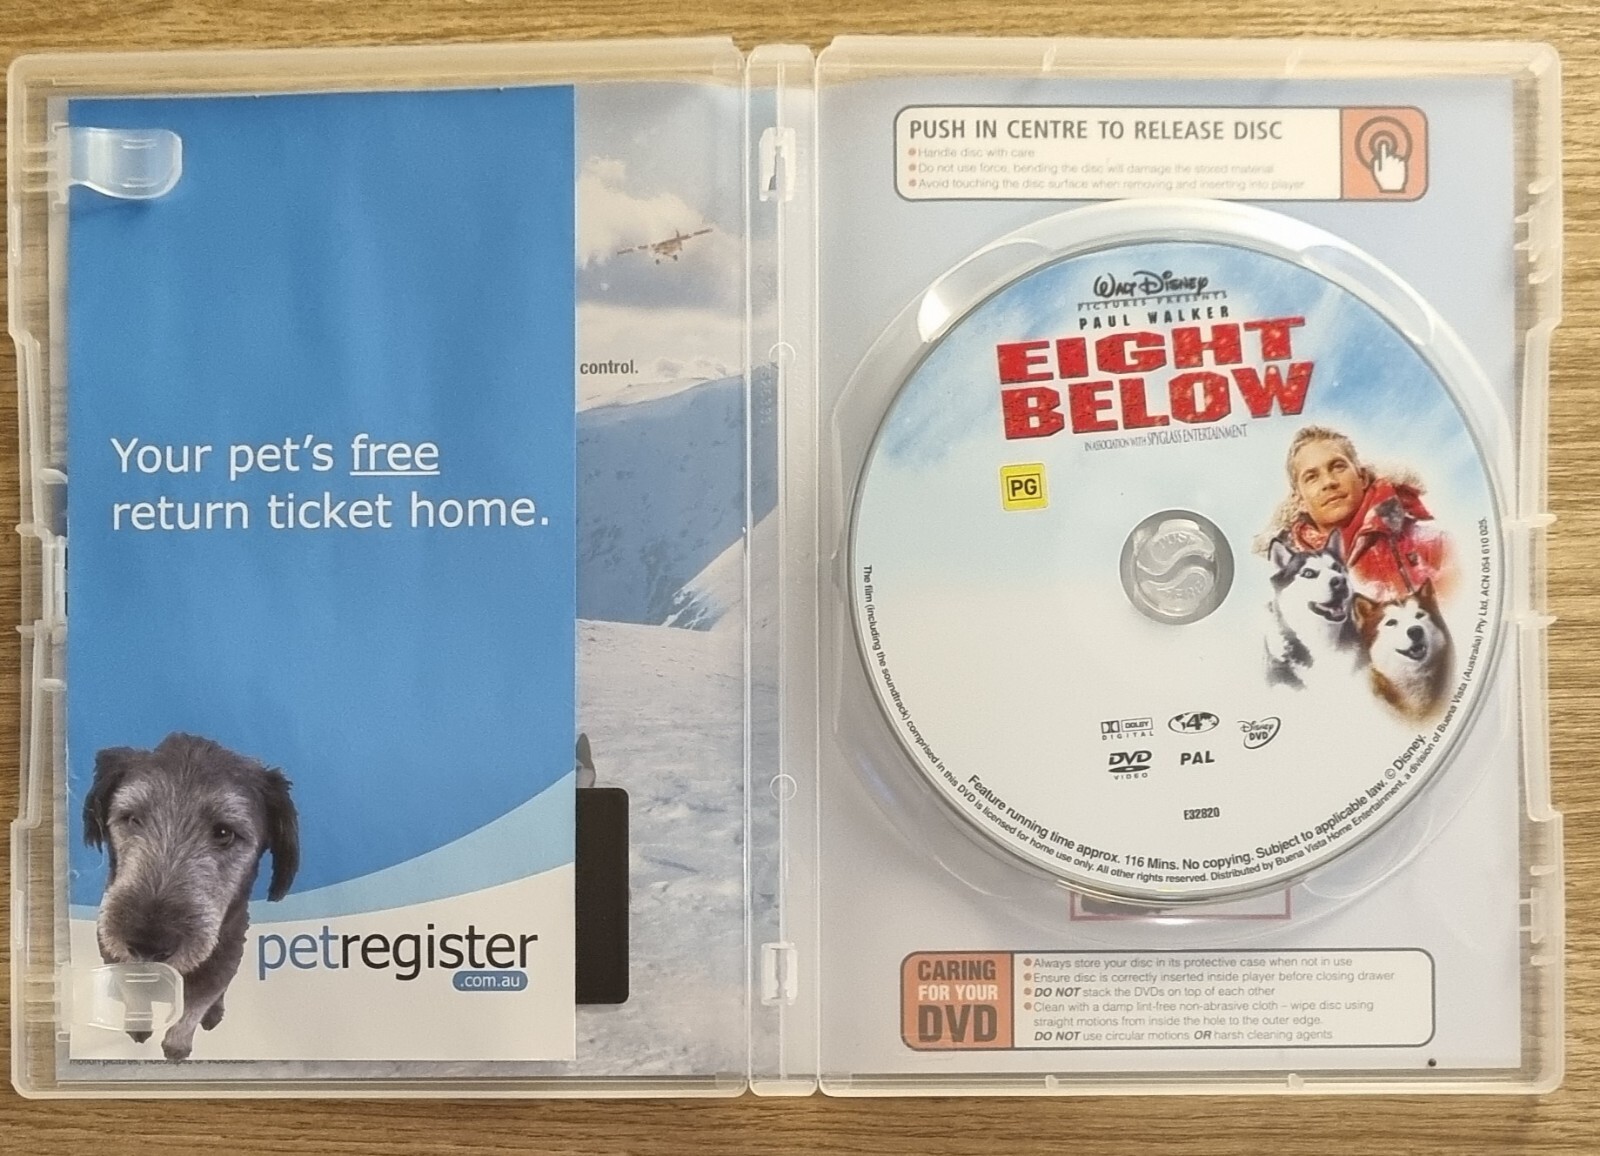 Your pet's free
return ticket home.
petregister
.com.au
control.
PUSH IN CENTRE TO RELEASE DISC
Handle disc with care
Do not use force, bending the disc will damage the stored material
Avoid touching the disc surface when removing and inserting into player
WALT DISNEY
PICTURES PRESENTS
PAUL WALKER
EIGHT
BELOW
IN ASSOCIATION WITH SPYGLASS ENTERTAINMENT
PG
DOLBY
DIGITAL
4
Disney
DVD
DVD
VIDEO
PAL
E32820
Feature running time approx. 116 Mins. No copying. Subject to applicable law. © Disney.
The film (including the soundtrack) comprised in this DVD is licensed for home use only. All other rights reserved. Distributed by Buena Vista Home Entertainment, a division of Buena Vista (Australia) Pty Ltd, ACN 054 610 025.
CARING
FOR YOUR
DVD
Always store your disc in its protective case when not in use
Ensure disc is correctly inserted inside player before closing drawer
DO NOT stack the DVDs on top of each other
Clean with a damp lint-free non-abrasive cloth – wipe disc using
straight motions from inside the hole to the outer edge.
DO NOT use circular motions OR harsh cleaning agents